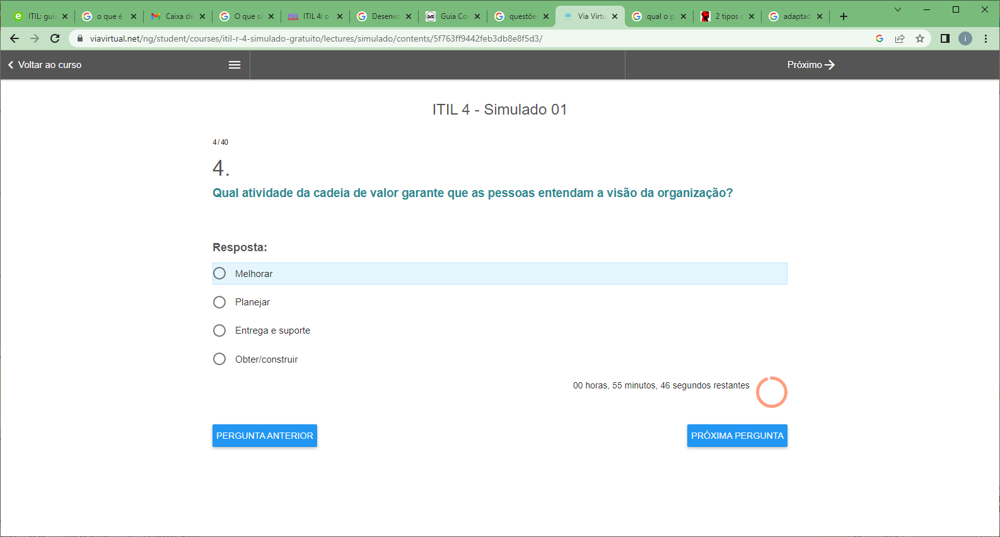 ITIL: guia
o que é
Caixa de
O que sã
ITIL 4: o
Desenvo
Guia Co
questões
Via Virtu
qual o p
2 tipos
adaptad
viavirtual.net/ng/student/courses/itil-r-4-simulado-gratuito/lectures/simulado/contents/5f763ff9442feb3db8e8f5d3/
i
Voltar ao curso
Próximo
ITIL 4 - Simulado 01
4 / 40
4.
Qual atividade da cadeia de valor garante que as pessoas entendam a visão da organização?
Resposta:
Melhorar
Planejar
Entrega e suporte
Obter/construir
00 horas, 55 minutos, 46 segundos restantes
PERGUNTA ANTERIOR
PRÓXIMA PERGUNTA